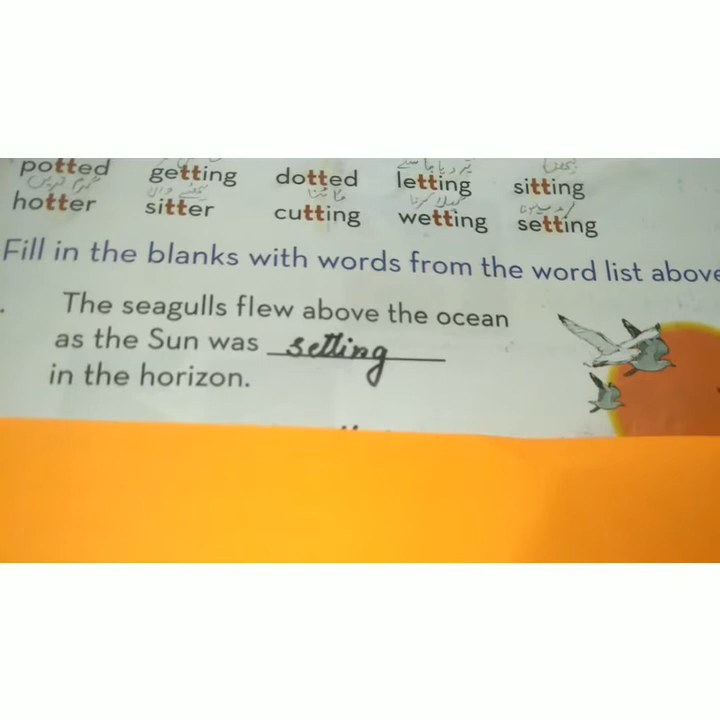 potted getting dotted letting sitting
hotter sitter cutting wetting setting
Fill in the blanks with words from the word list above
The seagulls flew above the ocean
as the Sun was setting
in the horizon.